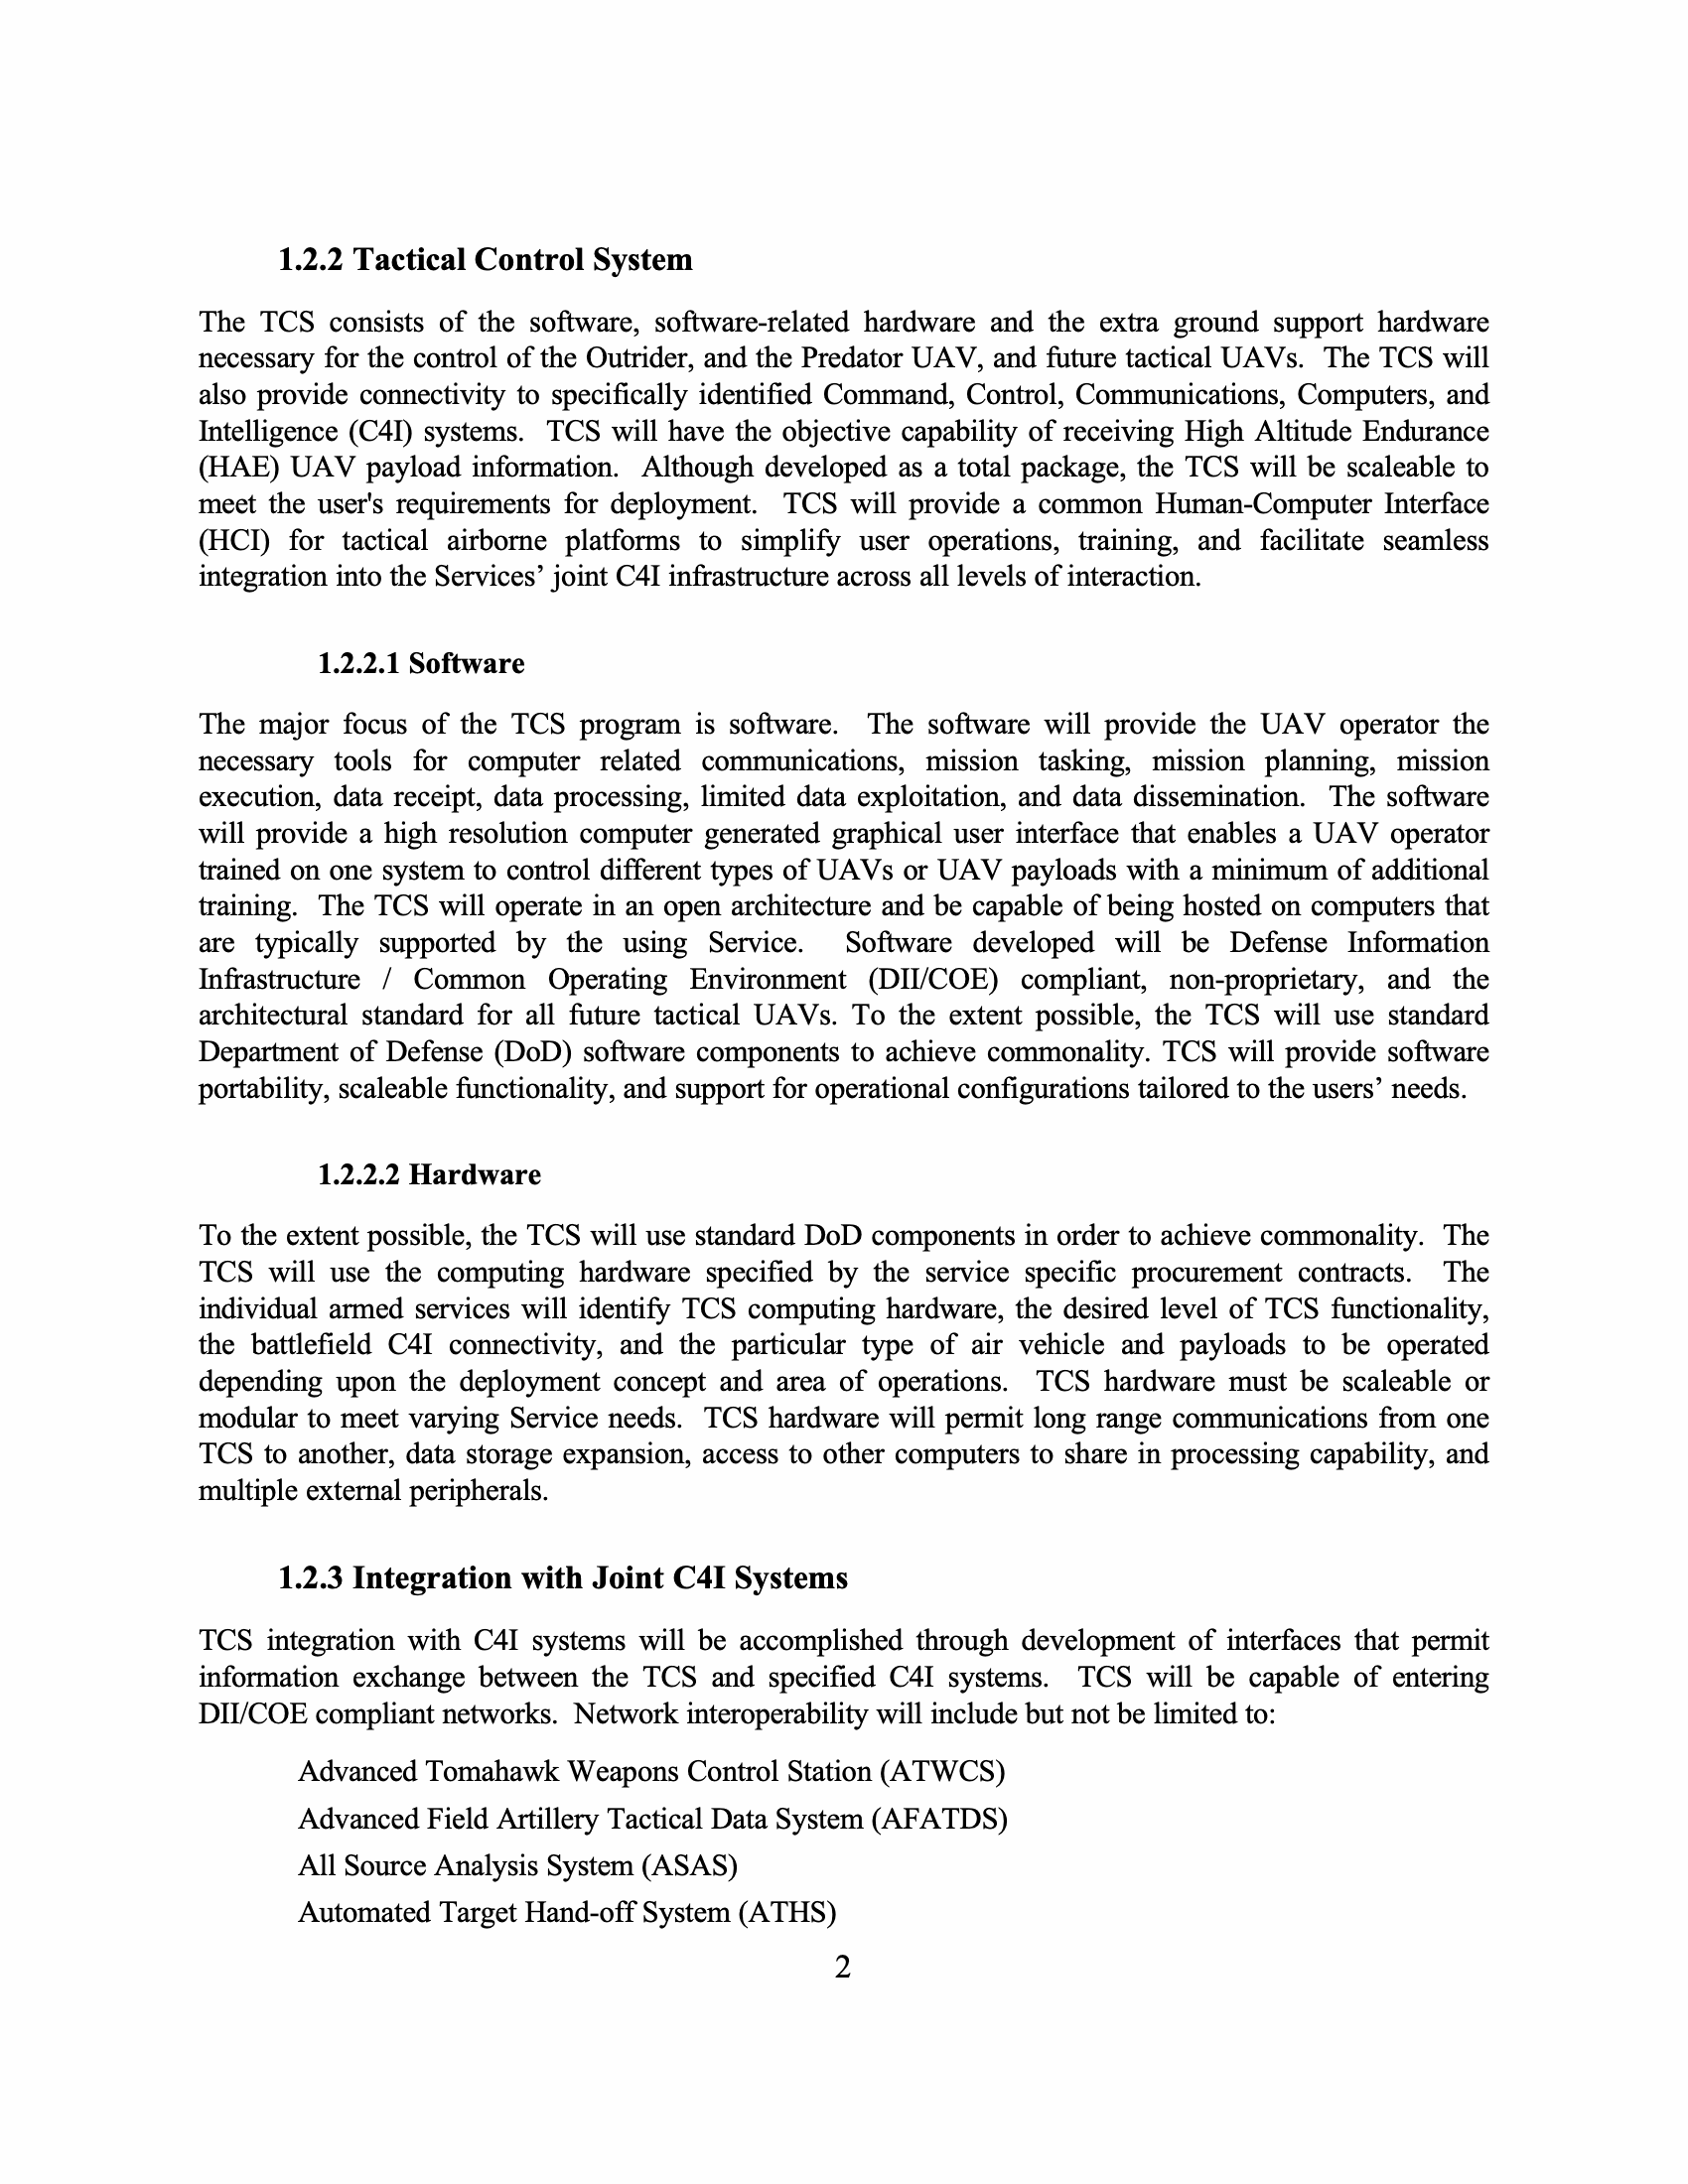 1.2.2 Tactical Control System
The TCS consists of the software, software-related hardware and the extra ground support hardware
necessary for the control of the Outrider, and the Predator UAV, and future tactical UAVs.  The TCS will
also provide connectivity to specifically identified Command, Control, Communications, Computers, and
Intelligence (C4I) systems.  TCS will have the objective capability of receiving High Altitude Endurance
(HAE) UAV payload information.  Although developed as a total package, the TCS will be scaleable to
meet the user's requirements for deployment.  TCS will provide a common Human-Computer Interface
(HCI) for tactical airborne platforms to simplify user operations, training, and facilitate seamless
integration into the Services’ joint C4I infrastructure across all levels of interaction.
1.2.2.1 Software
The major focus of the TCS program is software.  The software will provide the UAV operator the
necessary tools for computer related communications, mission tasking, mission planning, mission
execution, data receipt, data processing, limited data exploitation, and data dissemination.  The software
will provide a high resolution computer generated graphical user interface that enables a UAV operator
trained on one system to control different types of UAVs or UAV payloads with a minimum of additional
training.  The TCS will operate in an open architecture and be capable of being hosted on computers that
are typically supported by the using Service.  Software developed will be Defense Information
Infrastructure / Common Operating Environment (DII/COE) compliant, non-proprietary, and the
architectural standard for all future tactical UAVs. To the extent possible, the TCS will use standard
Department of Defense (DoD) software components to achieve commonality. TCS will provide software
portability, scaleable functionality, and support for operational configurations tailored to the users’ needs.
1.2.2.2 Hardware
To the extent possible, the TCS will use standard DoD components in order to achieve commonality.  The
TCS will use the computing hardware specified by the service specific procurement contracts.  The
individual armed services will identify TCS computing hardware, the desired level of TCS functionality,
the battlefield C4I connectivity, and the particular type of air vehicle and payloads to be operated
depending upon the deployment concept and area of operations.  TCS hardware must be scaleable or
modular to meet varying Service needs.  TCS hardware will permit long range communications from one
TCS to another, data storage expansion, access to other computers to share in processing capability, and
multiple external peripherals.
1.2.3 Integration with Joint C4I Systems
TCS integration with C4I systems will be accomplished through development of interfaces that permit
information exchange between the TCS and specified C4I systems.  TCS will be capable of entering
DII/COE compliant networks.  Network interoperability will include but not be limited to:
Advanced Tomahawk Weapons Control Station (ATWCS)
Advanced Field Artillery Tactical Data System (AFATDS)
All Source Analysis System (ASAS)
Automated Target Hand-off System (ATHS)
2